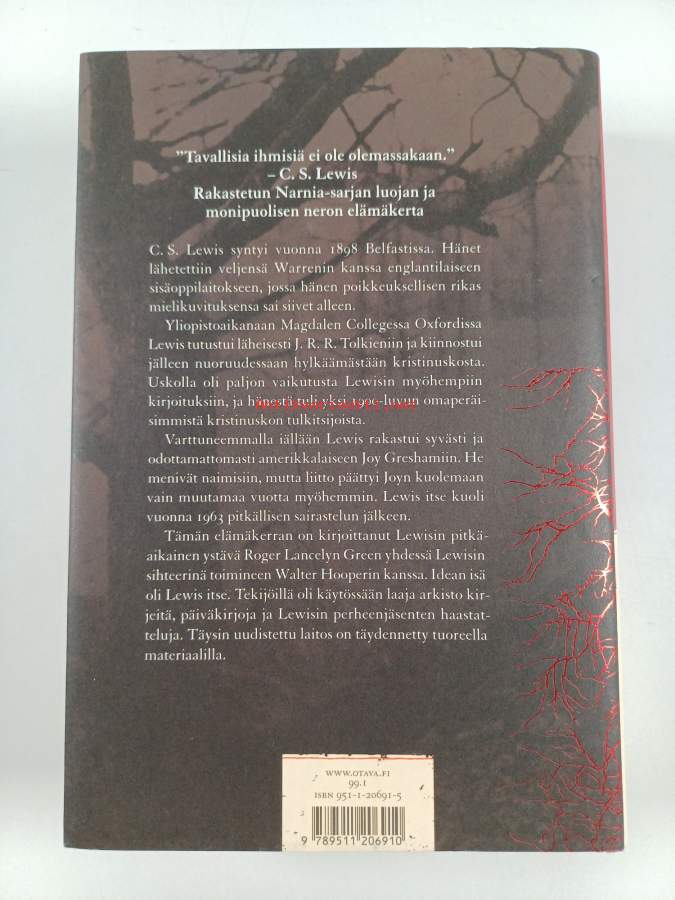 ”Tavallisia ihmisiä ei ole olemassakaan.”
– C. S. Lewis
Rakastetun Narnia-sarjan luojan ja
monipuolisen neron elämäkerta
C. S. Lewis syntyi vuonna 1898 Belfastissa. Hänet
lähetettiin veljensä Warrenin kanssa englantilaiseen
sisäoppilaitokseen, jossa hänen poikkeuksellisen rikas
mielikuvituksensa sai siivet alleen.
Yliopistoaikanaan Magdalen Collegessa Oxfordissa
Lewis tutustui läheisesti J. R. R. Tolkieniin ja kiinnostui
jälleen nuoruudessaan hylkäämästään kristinuskosta.
Uskolla oli paljon vaikutusta Lewisin myöhempiin
kirjoituksiin, ja hänestä tuli yksi 1900-luvun omaperäi-
simmistä kristinuskon tulkitsijoista.
Varttuneemmalla iällään Lewis rakastui syvästi ja
odottamattomasti amerikkalaiseen Joy Greshamiin. He
menivät naimisiin, mutta liitto päättyi Joyn kuolemaan
vain muutamaa vuotta myöhemmin. Lewis itse kuoli
vuonna 1963 pitkällisen sairastelun jälkeen.
Tämän elämäkerran on kirjoittanut Lewisin pitkä-
aikainen ystävä Roger Lancelyn Green yhdessä Lewisin
sihteerinä toimineen Walter Hooperin kanssa. Idean isä
oli Lewis itse. Tekijöillä oli käytössään laaja arkisto kir-
jeitä, päiväkirjoja ja Lewisin perheenjäsenten haastat-
teluja. Täysin uudistettu laitos on täydennetty tuoreella
materiaalilla.
WWW.OTAVA.FI
99.1
ISBN 951-1-20691-5
9 789511 206910